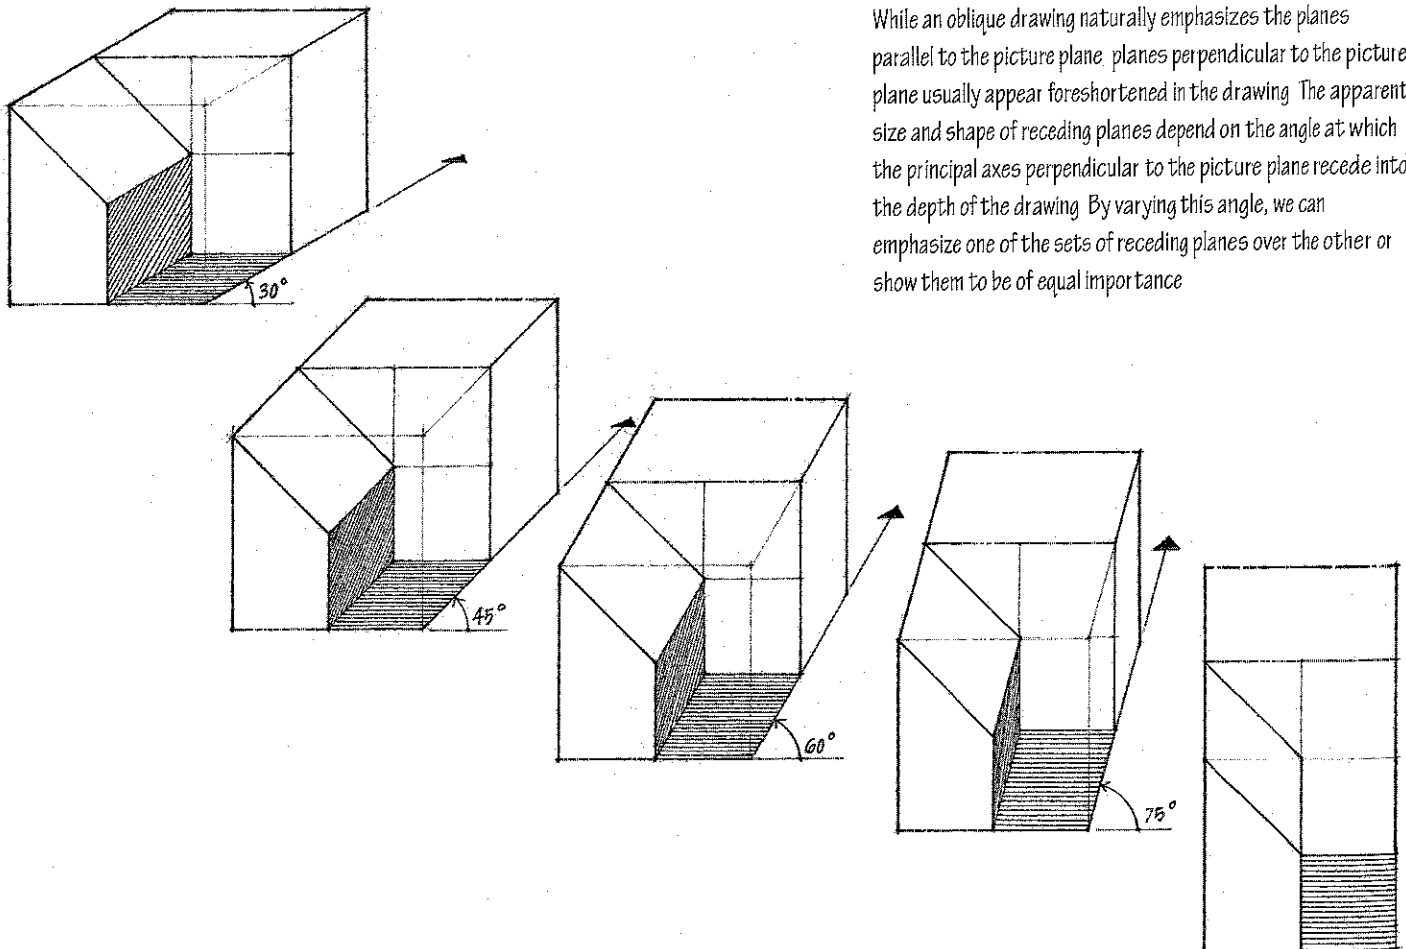 While an oblique drawing naturally emphasizes the planes
parallel to the picture plane, planes perpendicular to the picture
plane usually appear foreshortened in the drawing. The apparent
size and shape of receding planes depend on the angle at which
the principal axes perpendicular to the picture plane recede into
the depth of the drawing. By varying this angle, we can
emphasize one of the sets of receding planes over the other or
show them to be of equal importance
30°
45°
60°
75°